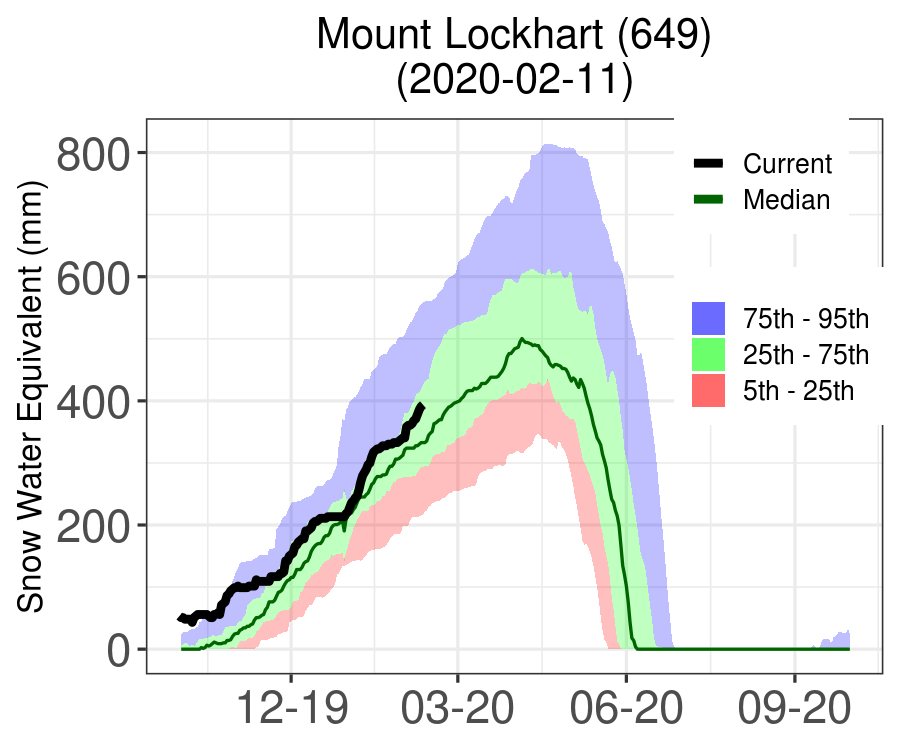 Mount Lockhart (649)
(2020-02-11)
Snow Water Equivalent (mm)
800
600
400
200
0
12-19
03-20
06-20
09-20
Current
Median
75th - 95th
25th - 75th
5th - 25th